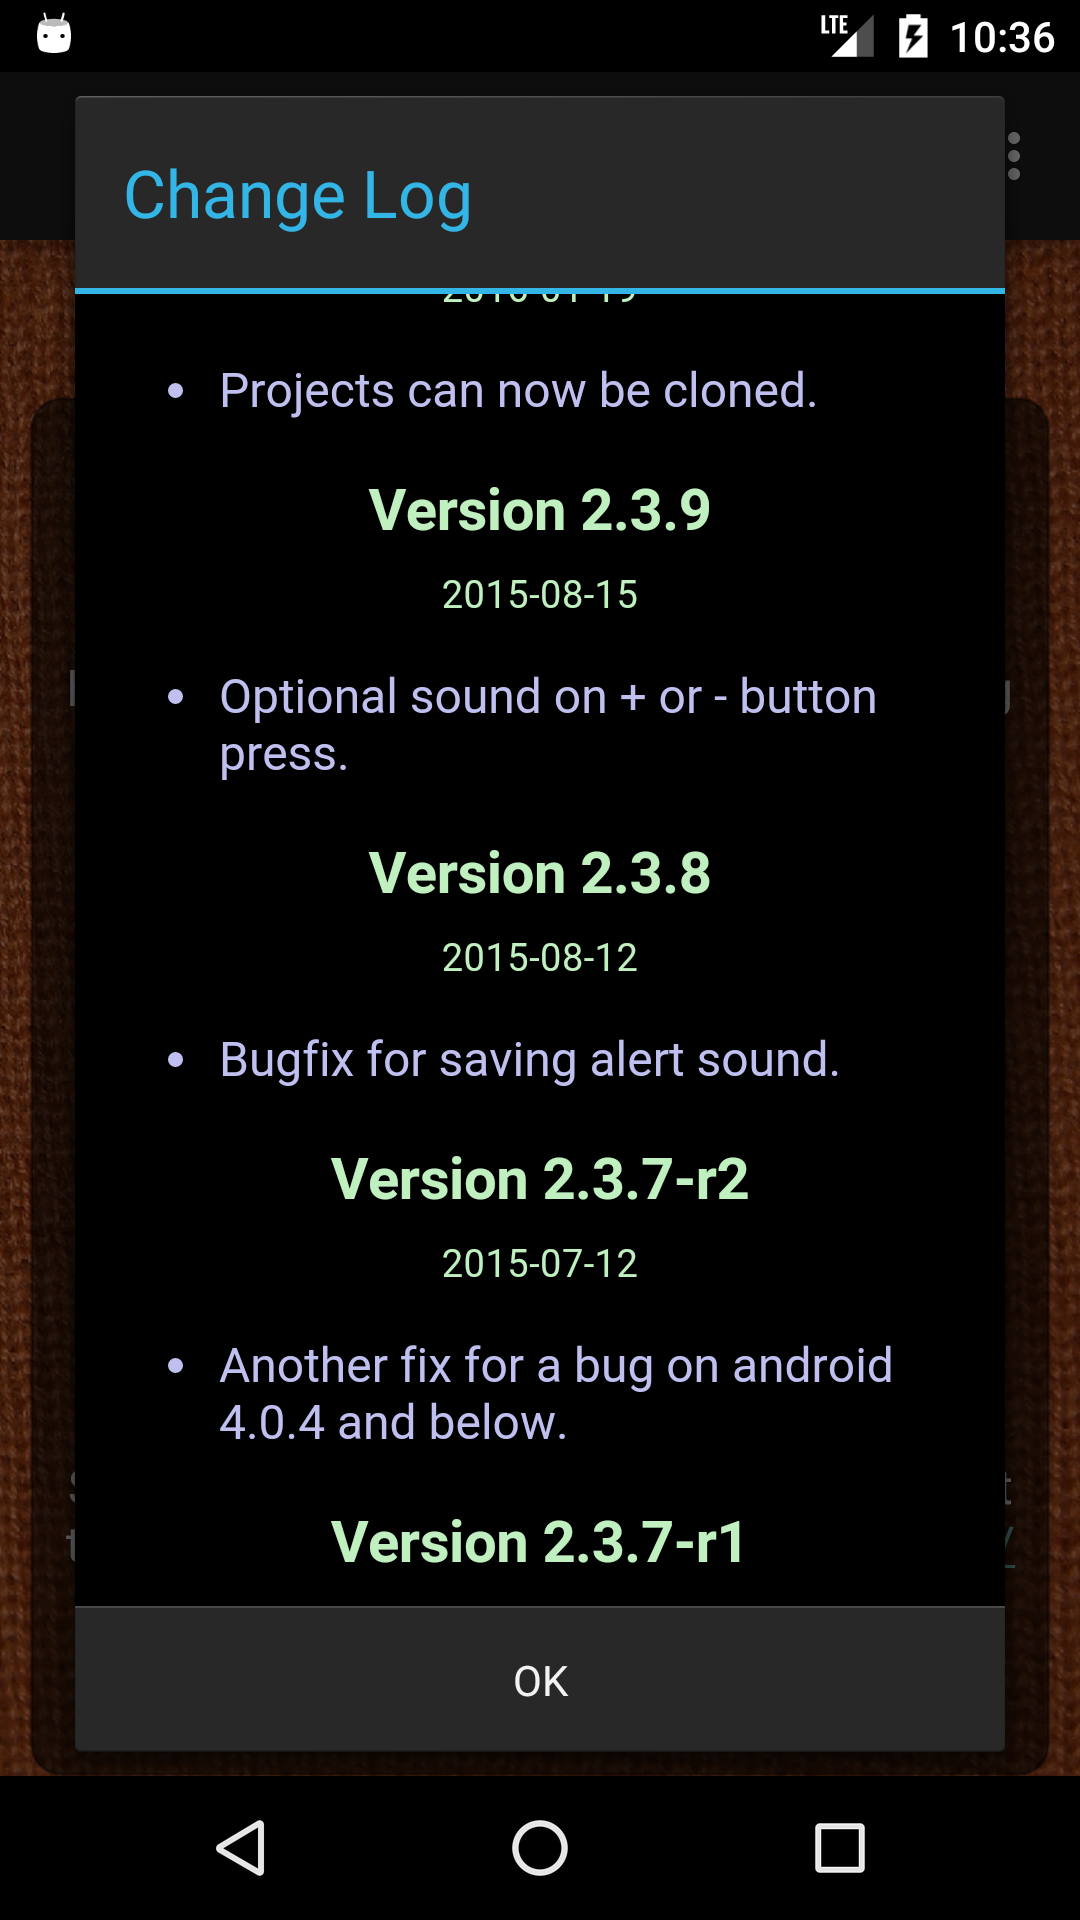 LTE 10:36
Change Log
• Projects can now be cloned.
Version 2.3.9
2015-08-15
• Optional sound on + or - button
press.
Version 2.3.8
2015-08-12
• Bugfix for saving alert sound.
Version 2.3.7-r2
2015-07-12
• Another fix for a bug on android
4.0.4 and below.
Version 2.3.7-r1
OK